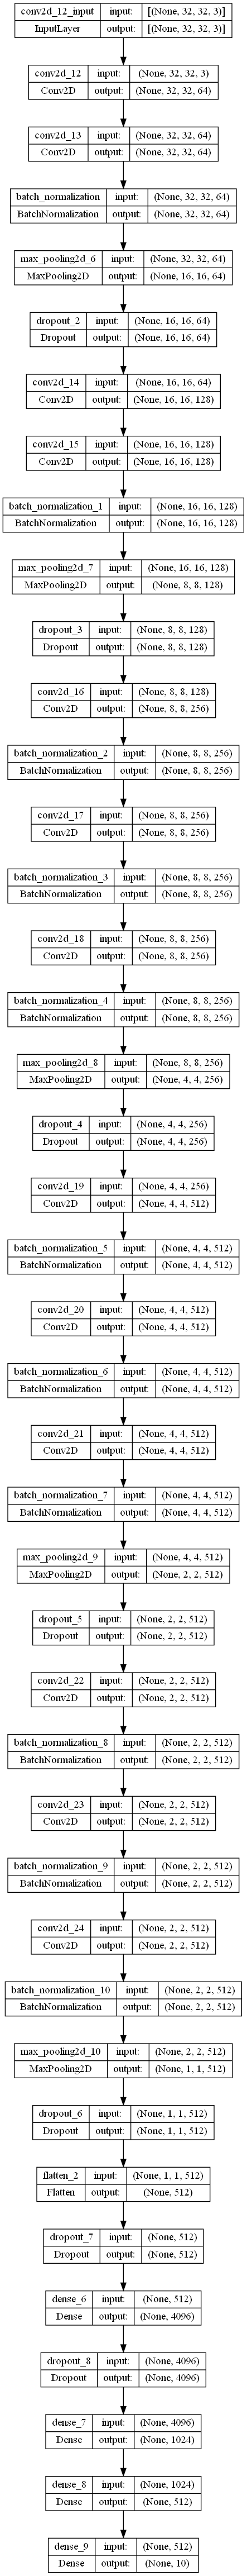 conv2d_12_input input: [(None, 32, 32, 3)]
InputLayer output: [(None, 32, 32, 3)]
conv2d_12 input: (None, 32, 32, 3)
Conv2D output: (None, 32, 32, 64)
conv2d_13 input: (None, 32, 32, 64)
Conv2D output: (None, 32, 32, 64)
batch_normalization input: (None, 32, 32, 64)
BatchNormalization output: (None, 32, 32, 64)
max_pooling2d_6 input: (None, 32, 32, 64)
MaxPooling2D output: (None, 16, 16, 64)
dropout_2 input: (None, 16, 16, 64)
Dropout output: (None, 16, 16, 64)
conv2d_14 input: (None, 16, 16, 64)
Conv2D output: (None, 16, 16, 128)
conv2d_15 input: (None, 16, 16, 128)
Conv2D output: (None, 16, 16, 128)
batch_normalization_1 input: (None, 16, 16, 128)
BatchNormalization output: (None, 16, 16, 128)
max_pooling2d_7 input: (None, 16, 16, 128)
MaxPooling2D output: (None, 8, 8, 128)
dropout_3 input: (None, 8, 8, 128)
Dropout output: (None, 8, 8, 128)
conv2d_16 input: (None, 8, 8, 128)
Conv2D output: (None, 8, 8, 256)
batch_normalization_2 input: (None, 8, 8, 256)
BatchNormalization output: (None, 8, 8, 256)
conv2d_17 input: (None, 8, 8, 256)
Conv2D output: (None, 8, 8, 256)
batch_normalization_3 input: (None, 8, 8, 256)
BatchNormalization output: (None, 8, 8, 256)
conv2d_18 input: (None, 8, 8, 256)
Conv2D output: (None, 8, 8, 256)
batch_normalization_4 input: (None, 8, 8, 256)
BatchNormalization output: (None, 8, 8, 256)
max_pooling2d_8 input: (None, 8, 8, 256)
MaxPooling2D output: (None, 4, 4, 256)
dropout_4 input: (None, 4, 4, 256)
Dropout output: (None, 4, 4, 256)
conv2d_19 input: (None, 4, 4, 256)
Conv2D output: (None, 4, 4, 512)
batch_normalization_5 input: (None, 4, 4, 512)
BatchNormalization output: (None, 4, 4, 512)
conv2d_20 input: (None, 4, 4, 512)
Conv2D output: (None, 4, 4, 512)
batch_normalization_6 input: (None, 4, 4, 512)
BatchNormalization output: (None, 4, 4, 512)
conv2d_21 input: (None, 4, 4, 512)
Conv2D output: (None, 4, 4, 512)
batch_normalization_7 input: (None, 4, 4, 512)
BatchNormalization output: (None, 4, 4, 512)
max_pooling2d_9 input: (None, 4, 4, 512)
MaxPooling2D output: (None, 2, 2, 512)
dropout_5 input: (None, 2, 2, 512)
Dropout output: (None, 2, 2, 512)
conv2d_22 input: (None, 2, 2, 512)
Conv2D output: (None, 2, 2, 512)
batch_normalization_8 input: (None, 2, 2, 512)
BatchNormalization output: (None, 2, 2, 512)
conv2d_23 input: (None, 2, 2, 512)
Conv2D output: (None, 2, 2, 512)
batch_normalization_9 input: (None, 2, 2, 512)
BatchNormalization output: (None, 2, 2, 512)
conv2d_24 input: (None, 2, 2, 512)
Conv2D output: (None, 2, 2, 512)
batch_normalization_10 input: (None, 2, 2, 512)
BatchNormalization output: (None, 2, 2, 512)
max_pooling2d_10 input: (None, 2, 2, 512)
MaxPooling2D output: (None, 1, 1, 512)
dropout_6 input: (None, 1, 1, 512)
Dropout output: (None, 1, 1, 512)
flatten_2 input: (None, 1, 1, 512)
Flatten output: (None, 512)
dropout_7 input: (None, 512)
Dropout output: (None, 512)
dense_6 input: (None, 512)
Dense output: (None, 4096)
dropout_8 input: (None, 4096)
Dropout output: (None, 4096)
dense_7 input: (None, 4096)
Dense output: (None, 1024)
dense_8 input: (None, 1024)
Dense output: (None, 512)
dense_9 input: (None, 512)
Dense output: (None, 10)